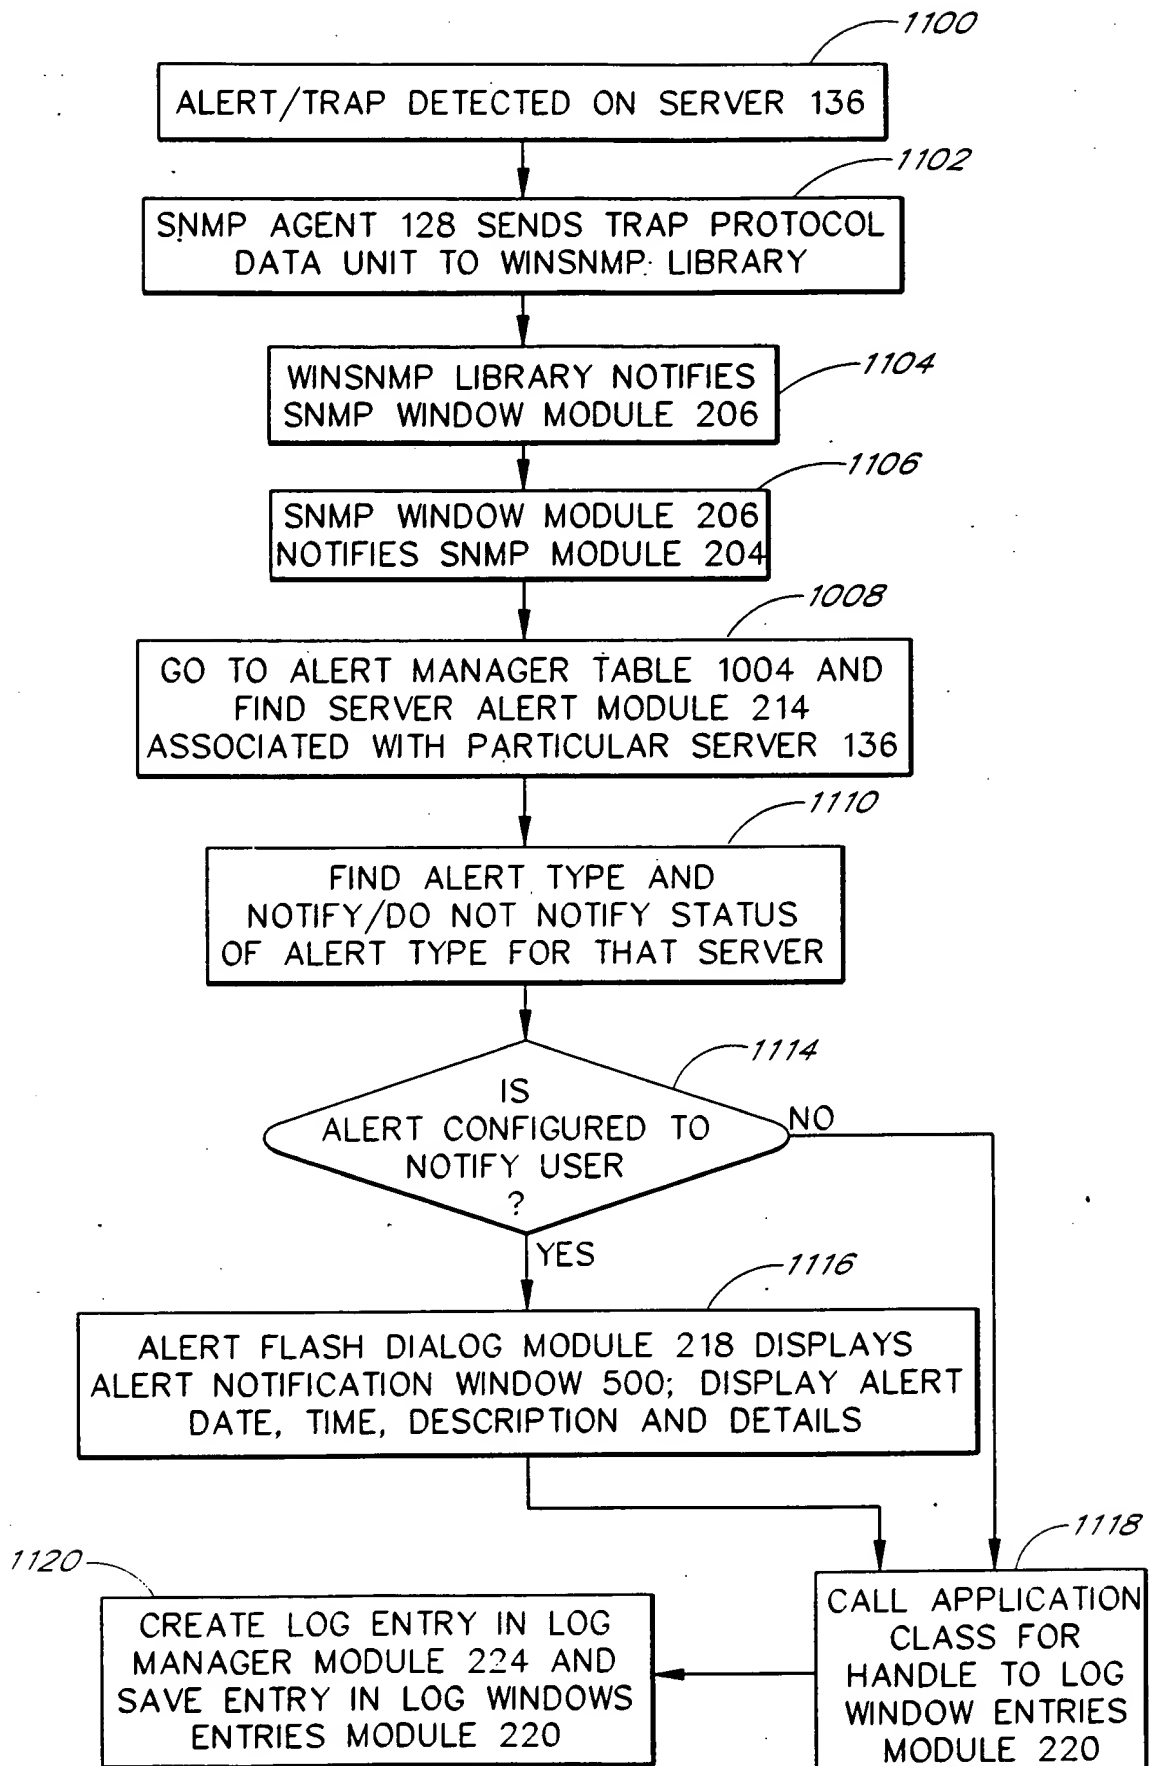 1100
ALERT/TRAP DETECTED ON SERVER 136
1102
SNMP AGENT 128 SENDS TRAP PROTOCOL
DATA UNIT TO WINSNMP LIBRARY
1104
WINSNMP LIBRARY NOTIFIES
SNMP WINDOW MODULE 206
1106
SNMP WINDOW MODULE 206
NOTIFIES SNMP MODULE 204
1008
GO TO ALERT MANAGER TABLE 1004 AND
FIND SERVER ALERT MODULE 214
ASSOCIATED WITH PARTICULAR SERVER 136
1110
FIND ALERT TYPE AND
NOTIFY/DO NOT NOTIFY STATUS
OF ALERT TYPE FOR THAT SERVER
1114
IS
ALERT CONFIGURED TO
NOTIFY USER
?
NO
YES
1116
ALERT FLASH DIALOG MODULE 218 DISPLAYS
ALERT NOTIFICATION WINDOW 500; DISPLAY ALERT
DATE, TIME, DESCRIPTION AND DETAILS
1118
CALL APPLICATION
CLASS FOR
HANDLE TO LOG
WINDOW ENTRIES
MODULE 220
1120
CREATE LOG ENTRY IN LOG
MANAGER MODULE 224 AND
SAVE ENTRY IN LOG WINDOWS
ENTRIES MODULE 220